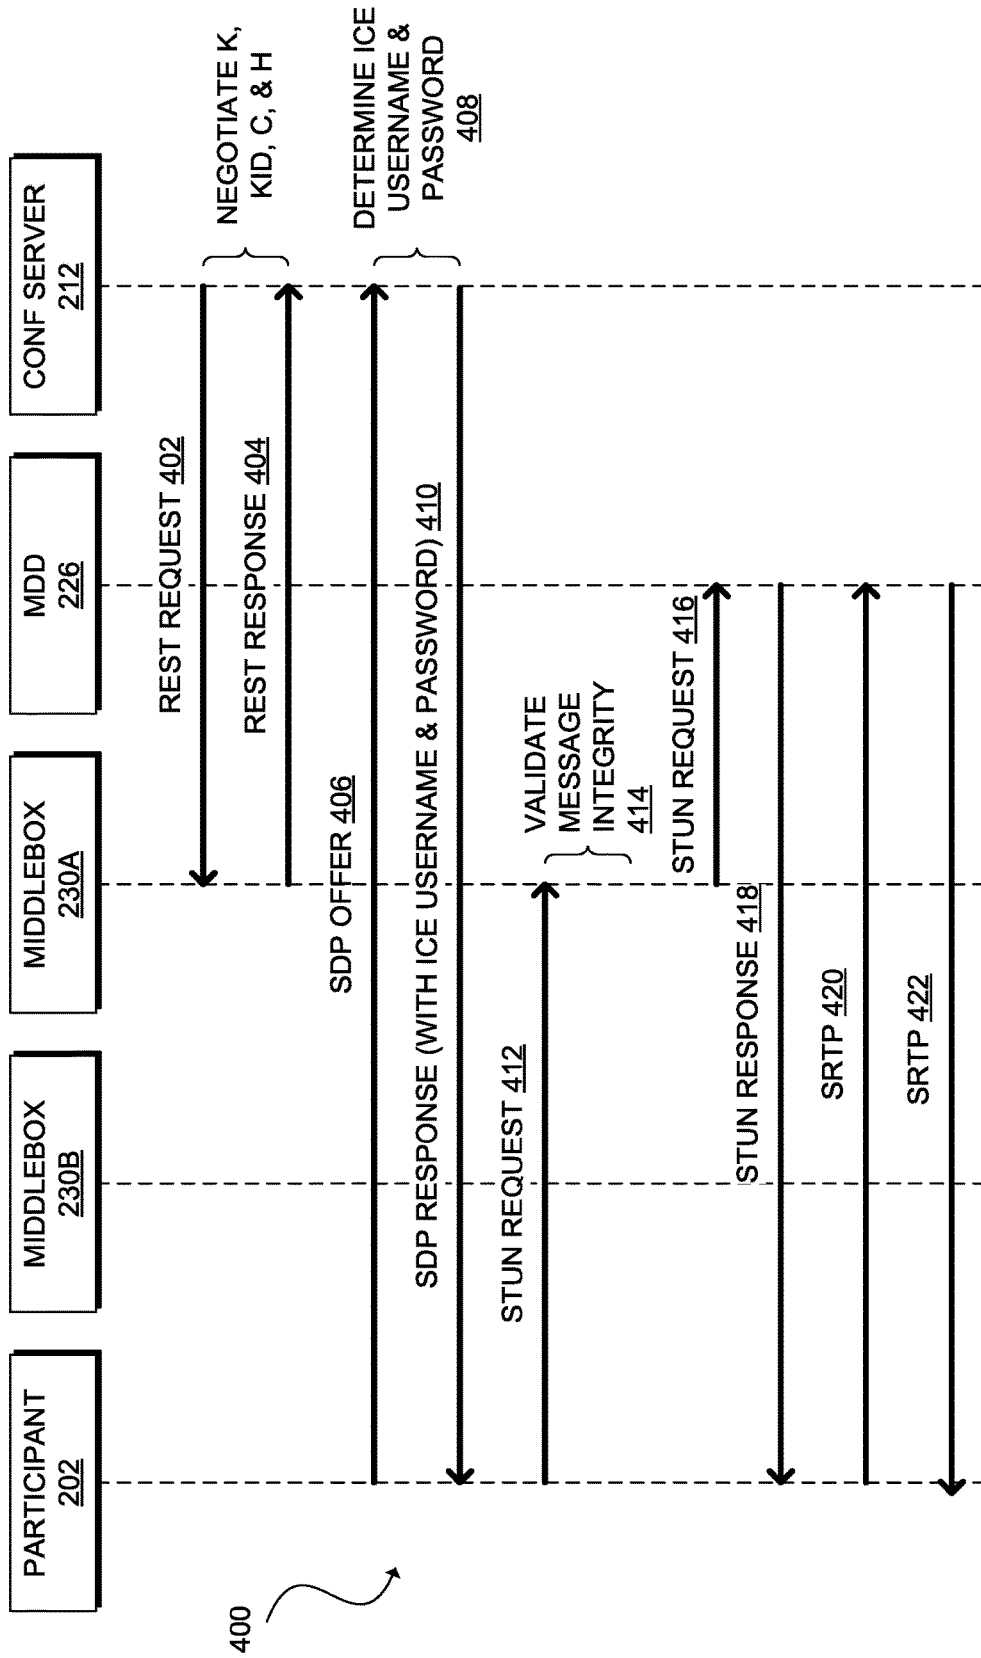 PARTICIPANT
202
MIDDLEBOX
230B
MIDDLEBOX
230A
MDD
226
CONF SERVER
212
REST REQUEST 402
NEGOTIATE K,
KID, C, & H
REST RESPONSE 404
SDP OFFER 406
DETERMINE ICE
USERNAME &
PASSWORD
408
SDP RESPONSE (WITH ICE USERNAME & PASSWORD) 410
STUN REQUEST 412
VALIDATE
MESSAGE
INTEGRITY
414
STUN REQUEST 416
STUN RESPONSE 418
SRTP 420
SRTP 422
400